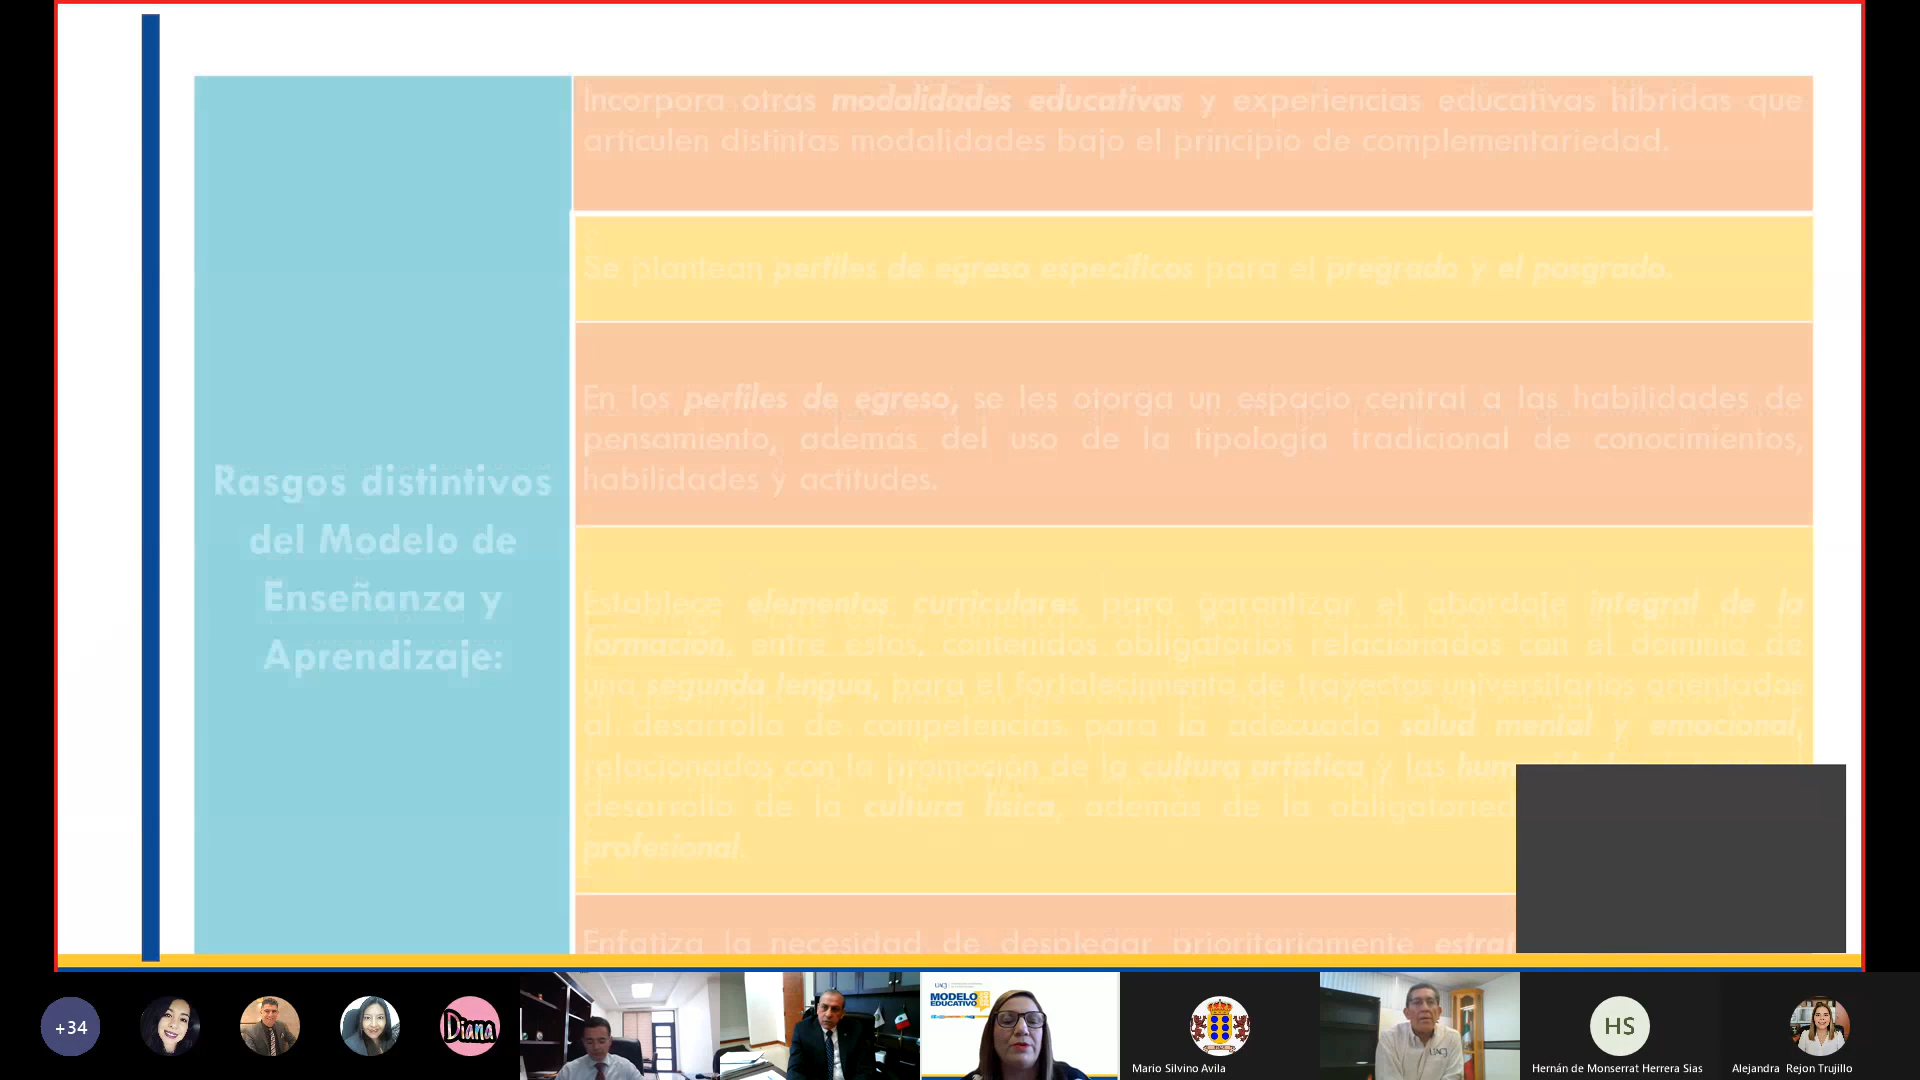 Rasgos distintivos
del Modelo de
Enseñanza y
Aprendizaje:
Incorpora otras modalidades educativas y experiencias educativas híbridas que
articulen distintas modalidades bajo el principio de complementariedad.
Se plantean perfiles de egreso específicos para el pregrado y el posgrado.
En los perfiles de egreso, se les otorga un espacio central a las habilidades de
pensamiento, además del uso de la tipología tradicional de conocimientos,
habilidades y actitudes.
Establece elementos curriculares para garantizar el abordaje integral de la
formación, entre estos, contenidos obligatorios relacionados con el dominio de
una segunda lengua, para el fortalecimiento de trayectos universitarios orientados
al desarrollo de competencias para la adecuada salud mental y emocional,
relacionados con la promoción de la cultura artística y las
desarrollo de la cultura física, además de la
profesional.
Enfatiza la necesidad de desplegar prioritariamente
+34
Diana
UACJ
MODELO
EDUCATIVO
Mario Silvino Avila
UACJ
HS
Hernán de Monserrat Herrera Sias
Alejandra Rejon Trujillo